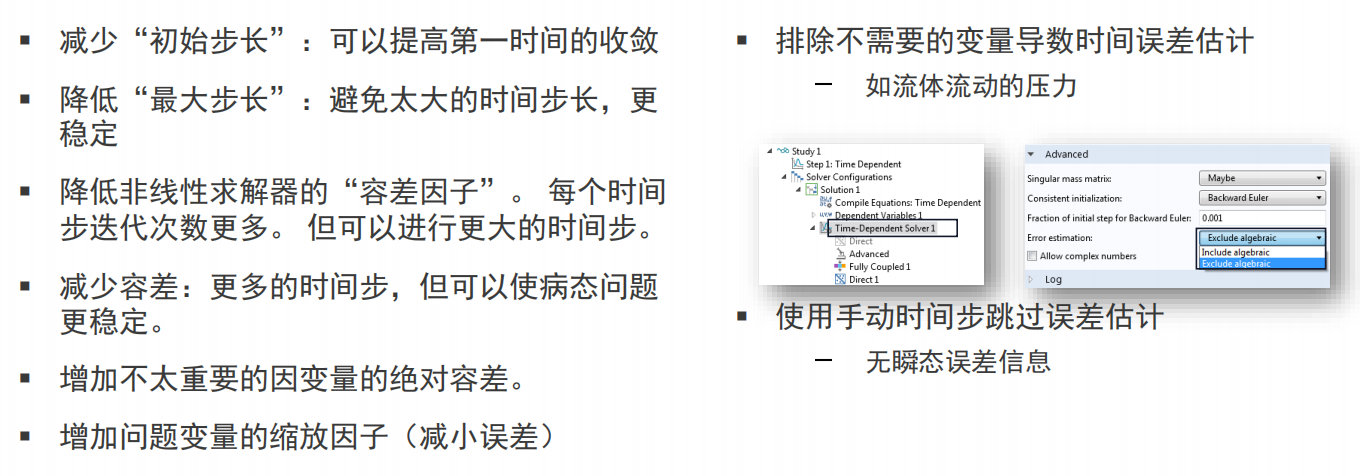 减少“初始步长”：可以提高第一时间的收敛
降低“最大步长”：避免太大的时间步长，更
稳定
降低非线性求解器的“容差因子”。 每个时间
步迭代次数更多。 但可以进行更大的时间步。
减少容差：更多的时间步，但可以使病态问题
更稳定。
增加不太重要的因变量的绝对容差。
增加问题变量的缩放因子（减小误差）
排除不需要的变量导数时间误差估计
— 如流体流动的压力
Study 1
Step 1: Time Dependent
Solver Configurations
Solution 1
Compile Equations: Time Dependent
Dependent Variables 1
Time-Dependent Solver 1
Direct
Advanced
Fully Coupled 1
Direct 1
Advanced
Singular mass matrix: Maybe
Consistent initialization: Backward Euler
Fraction of initial step for Backward Euler: 0.001
Error estimation: Exclude algebraic
Include algebraic
Exclude algebraic
Allow complex numbers
Log
使用手动时间步跳过误差估计
— 无瞬态误差信息